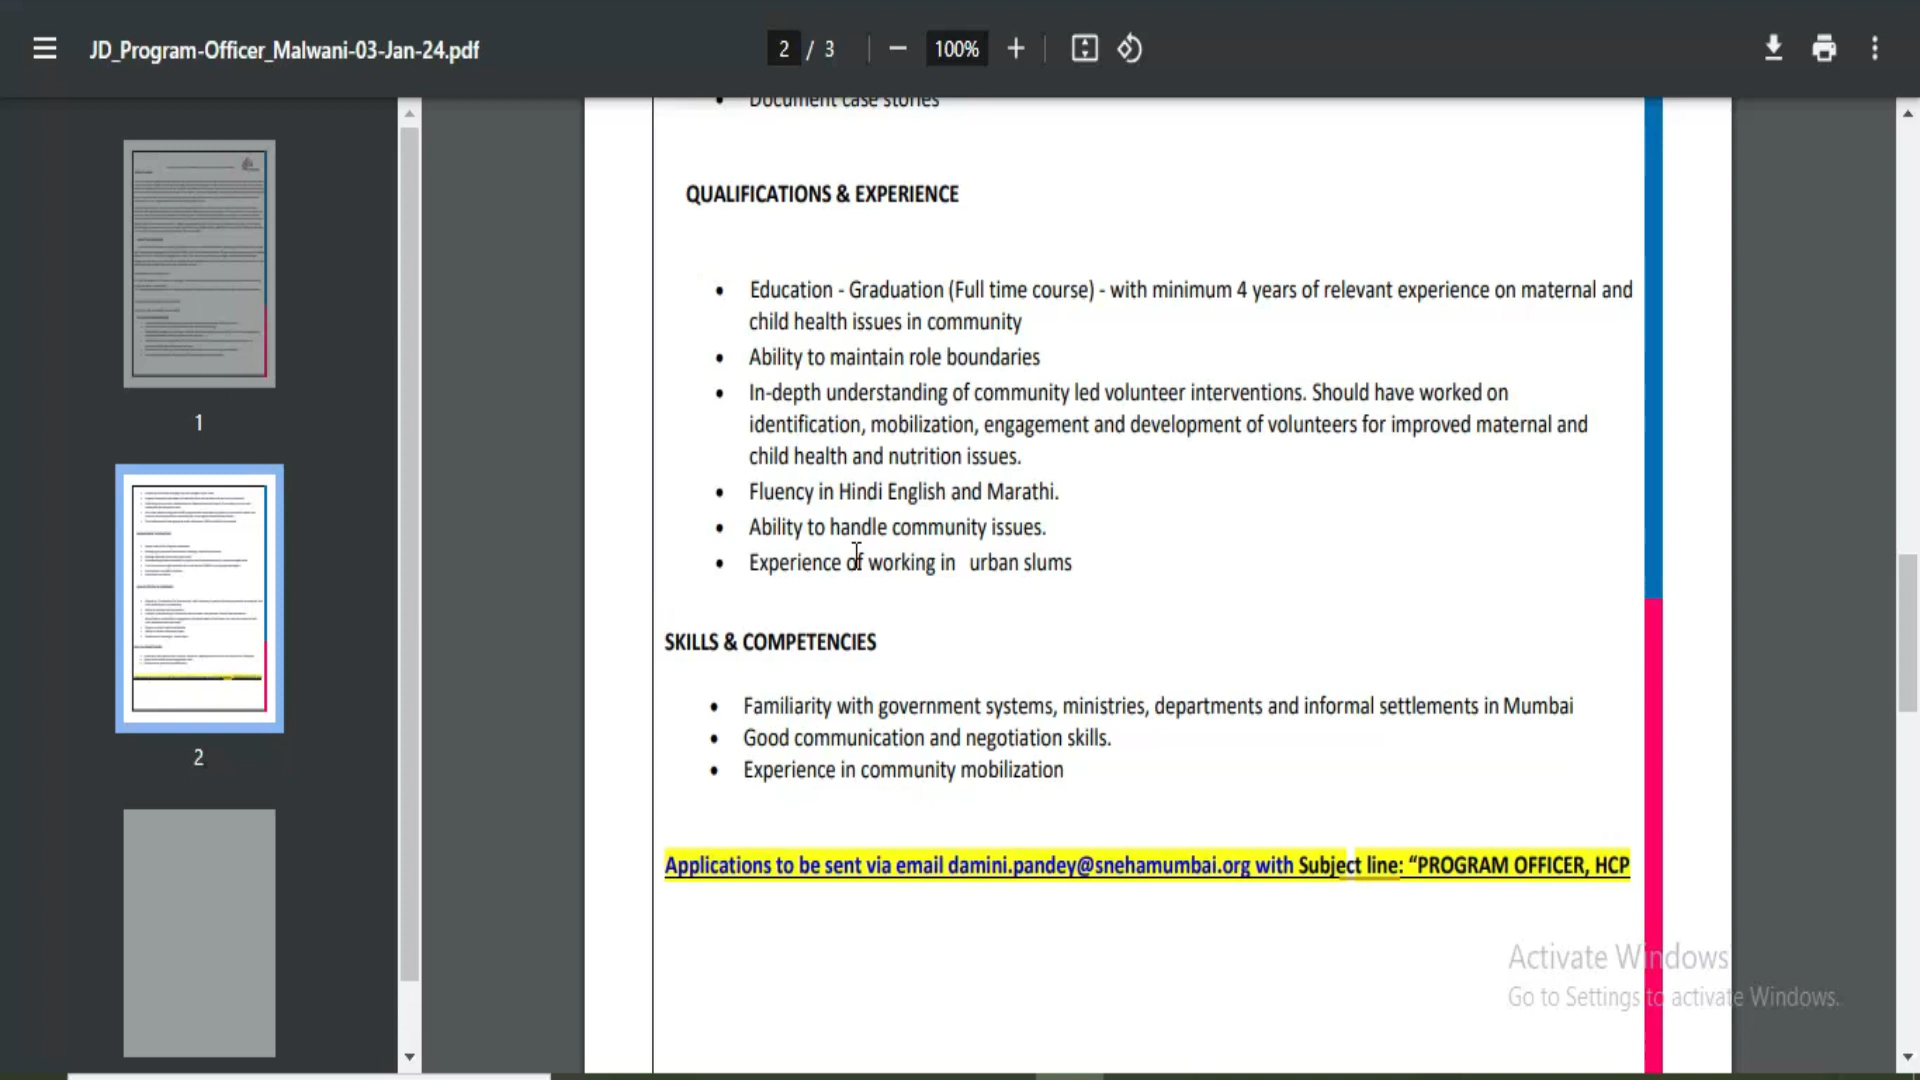 JD_Program-Officer_Malwani-03-Jan-24.pdf
2 / 3
100%
Document case stories
QUALIFICATIONS & EXPERIENCE
• Education - Graduation (Full time course) - with minimum 4 years of relevant experience on maternal and
child health issues in community
• Ability to maintain role boundaries
• In-depth understanding of community led volunteer interventions. Should have worked on
identification, mobilization, engagement and development of volunteers for improved maternal and
child health and nutrition issues.
• Fluency in Hindi English and Marathi.
• Ability to handle community issues.
• Experience of working in urban slums
SKILLS & COMPETENCIES
• Familiarity with government systems, ministries, departments and informal settlements in Mumbai
• Good communication and negotiation skills.
• Experience in community mobilization
Applications to be sent via email damini.pandey@snehamumbai.org with Subject line: “PROGRAM OFFICER, HCP
1
2
Activate Windows
Go to Settings to activate Windows.